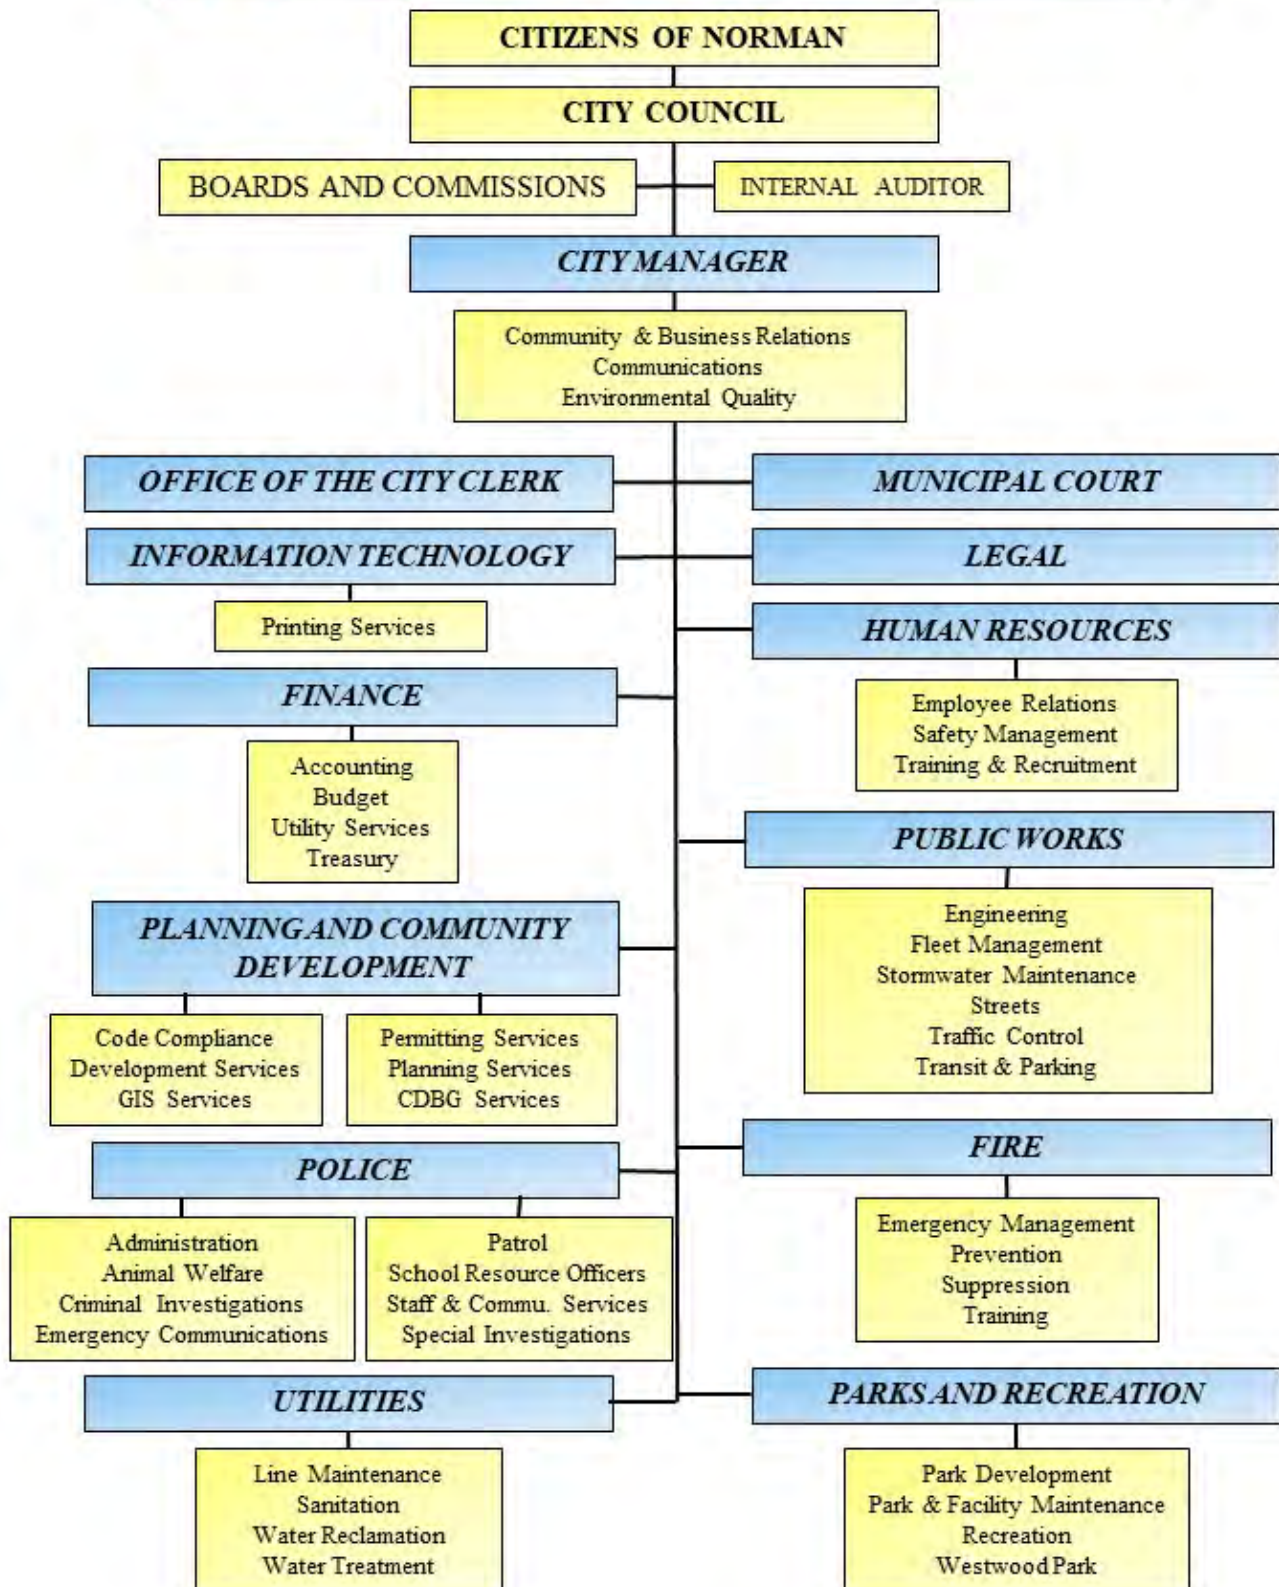 CITIZENS OF NORMAN
CITY COUNCIL
BOARDS AND COMMISSIONS
INTERNAL AUDITOR
CITY MANAGER
Community & Business Relations
Communications
Environmental Quality
OFFICE OF THE CITY CLERK
MUNICIPAL COURT
INFORMATION TECHNOLOGY
LEGAL
Printing Services
HUMAN RESOURCES
Employee Relations
Safety Management
Training & Recruitment
FINANCE
Accounting
Budget
Utility Services
Treasury
PUBLIC WORKS
Engineering
Fleet Management
Stormwater Maintenance
Streets
Traffic Control
Transit & Parking
PLANNING AND COMMUNITY
DEVELOPMENT
Code Compliance
Development Services
GIS Services
Permitting Services
Planning Services
CDBG Services
FIRE
Emergency Management
Prevention
Suppression
Training
POLICE
Administration
Animal Welfare
Criminal Investigations
Emergency Communications
Patrol
School Resource Officers
Staff & Commu. Services
Special Investigations
UTILITIES
Line Maintenance
Sanitation
Water Reclamation
Water Treatment
PARKS AND RECREATION
Park Development
Park & Facility Maintenance
Recreation
Westwood Park